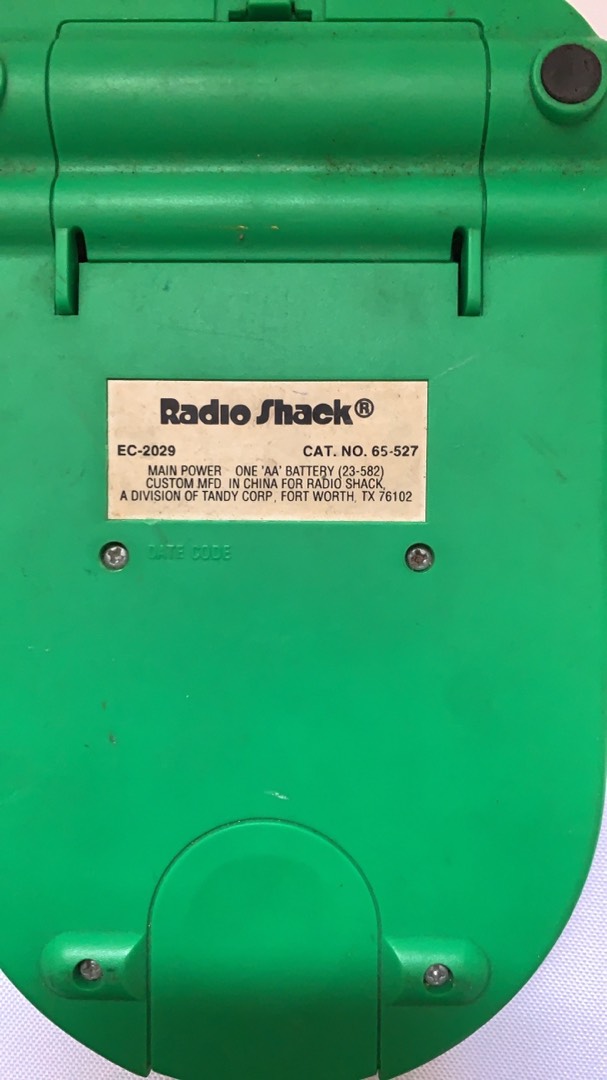 Radio Shack®
EC-2029 CAT. NO. 65-527
MAIN POWER ONE 'AA' BATTERY (23-582)
CUSTOM MFD IN CHINA FOR RADIO SHACK,
A DIVISION OF TANDY CORP, FORT WORTH, TX 76102
DATE CODE